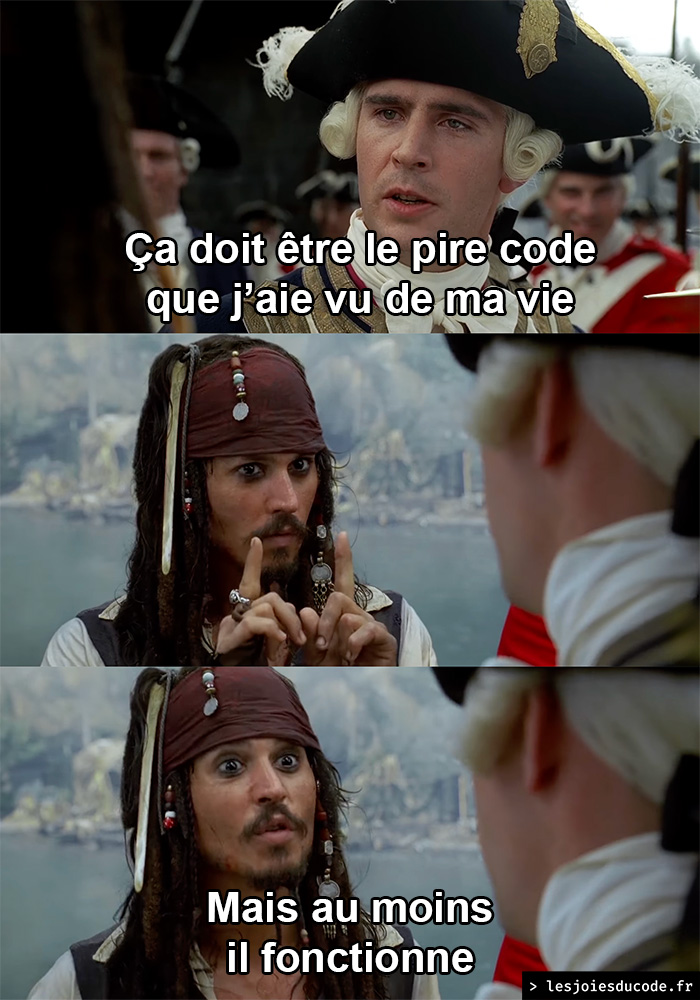 Ça doit être le pire code
que j’aie vu de ma vie
Mais au moins
il fonctionne
> lesjoiesducode.fr